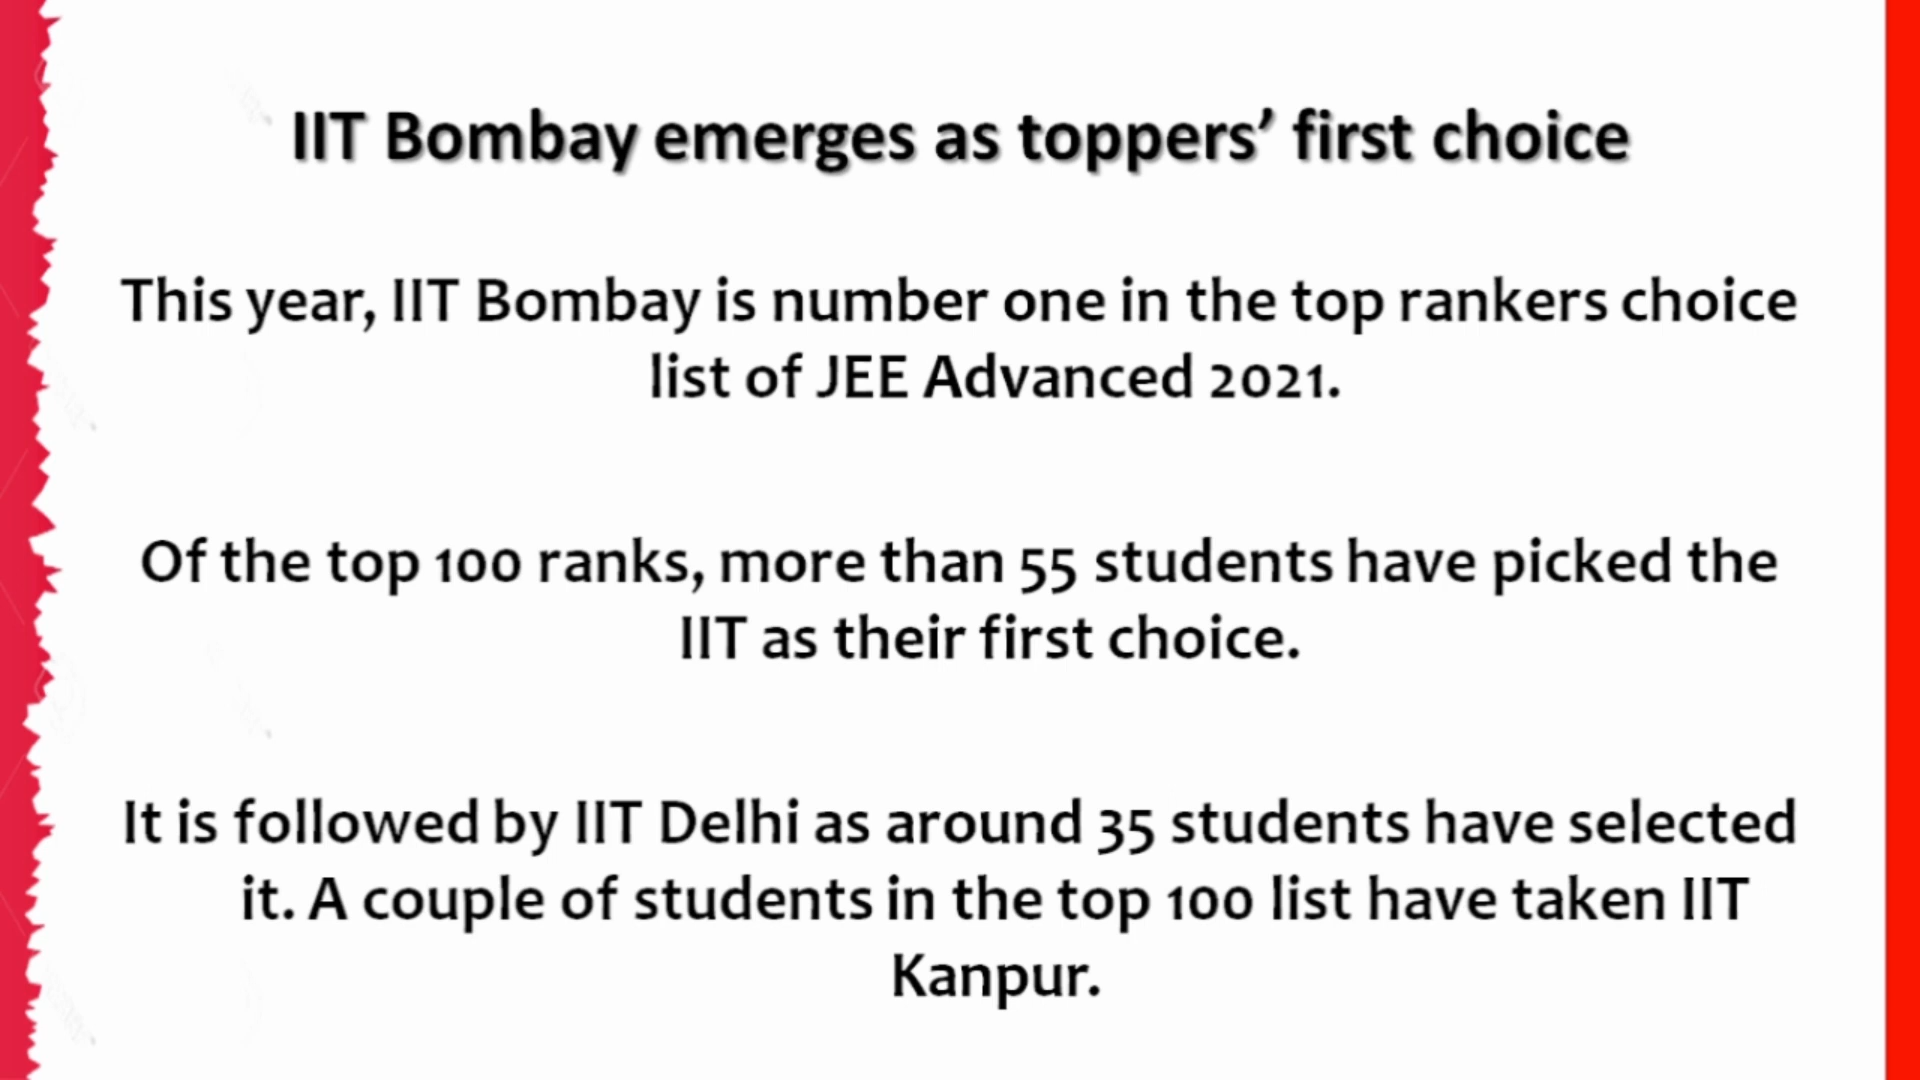 IIT Bombay emerges as toppers’ first choice
This year, IIT Bombay is number one in the top rankers choice
list of JEE Advanced 2021.
Of the top 100 ranks, more than 55 students have picked the
IIT as their first choice.
It is followed by IIT Delhi as around 35 students have selected
it. A couple of students in the top 100 list have taken IIT
Kanpur.